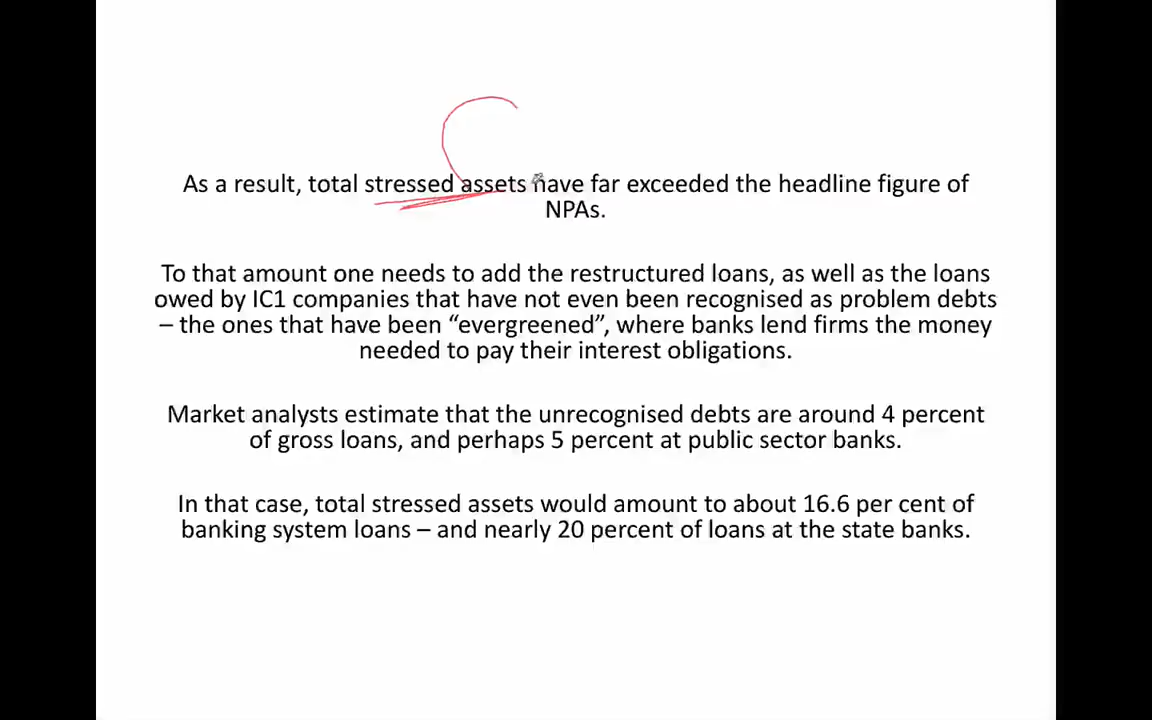 As a result, total stressed assets have far exceeded the headline figure of
NPAs.
To that amount one needs to add the restructured loans, as well as the loans
owed by IC1 companies that have not even been recognised as problem debts
– the ones that have been “evergreened”, where banks lend firms the money
needed to pay their interest obligations.
Market analysts estimate that the unrecognised debts are around 4 percent
of gross loans, and perhaps 5 percent at public sector banks.
In that case, total stressed assets would amount to about 16.6 per cent of
banking system loans – and nearly 20 percent of loans at the state banks.